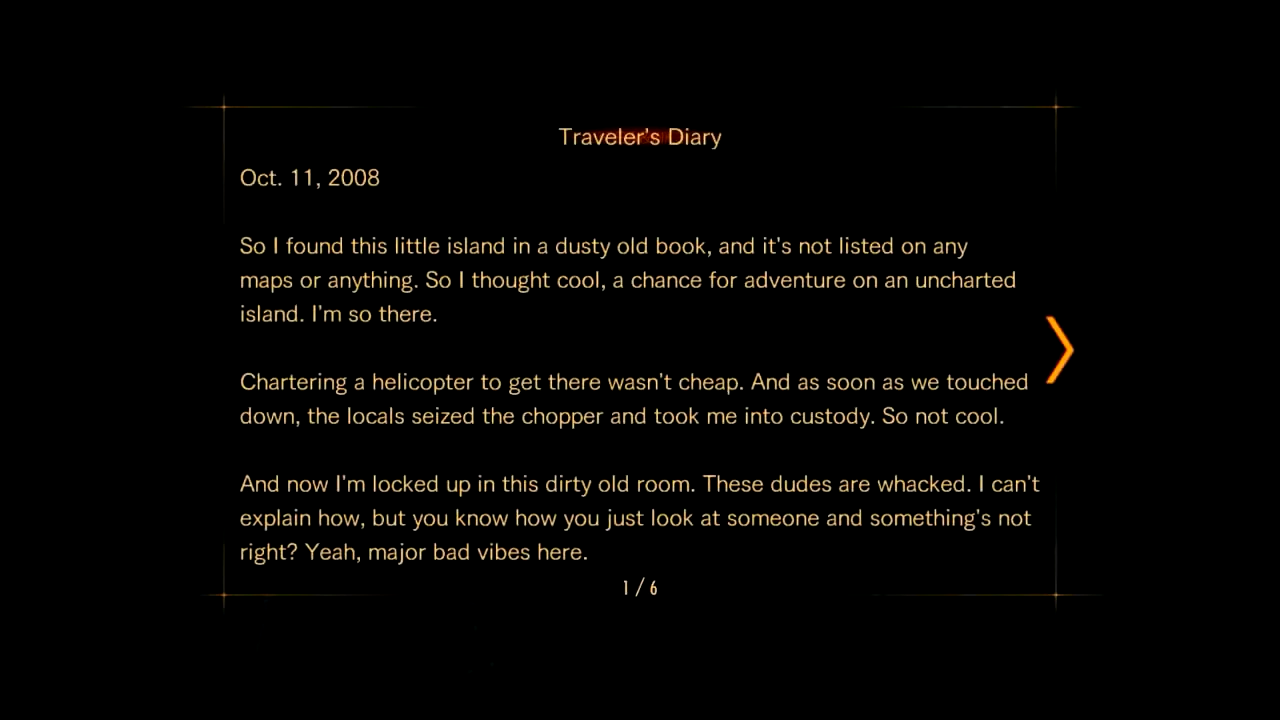 Traveler's Diary
Oct. 11, 2008
So I found this little island in a dusty old book, and it's not listed on any
maps or anything. So I thought cool, a chance for adventure on an uncharted
island. I'm so there.
Chartering a helicopter to get there wasn't cheap. And as soon as we touched
down, the locals seized the chopper and took me into custody. So not cool.
And now I'm locked up in this dirty old room. These dudes are whacked. I can't
explain how, but you know how you just look at someone and something's not
right? Yeah, major bad vibes here.
1 / 6